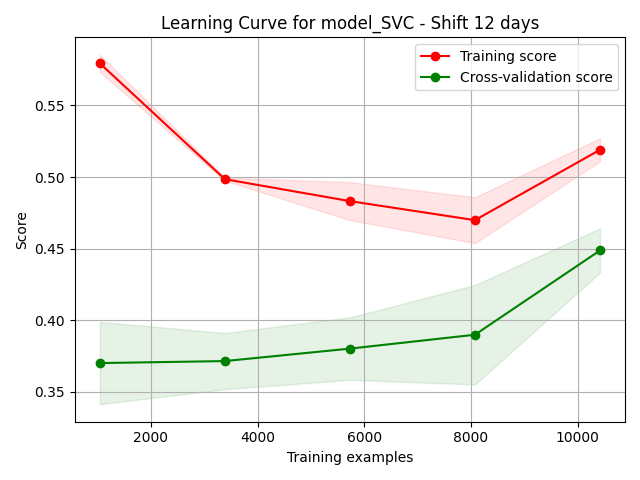 Learning Curve for model_SVC - Shift 12 days
Training score
Cross-validation score
0.55
0.50
0.45
0.40
0.35
Score
2000
4000
6000
8000
10000
Training examples